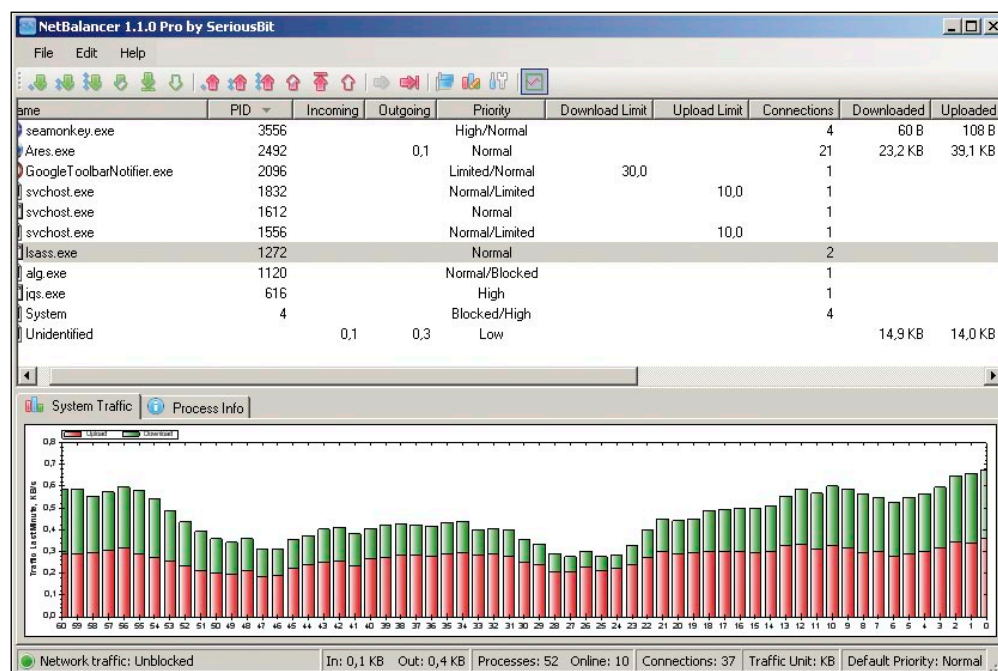 NetBalancer 1.1.0 Pro by SeriousBit
File Edit Help
ame PID Incoming Outgoing Priority Download Limit Upload Limit Connections Downloaded Uploaded
seamonkey.exe 3556 High/Normal 4 60 B 108 B
Ares.exe 2492 0,1 Normal 21 23,2 KB 39,1 KB
GoogleToolbarNotifier.exe 2096 Limited/Normal 30,0 1
svchost.exe 1832 Normal/Limited 10,0 1
svchost.exe 1612 Normal 1
svchost.exe 1556 Normal/Limited 10,0 1
lsass.exe 1272 Normal 2
alg.exe 1120 Normal/Blocked 1
jqs.exe 616 High 1
System 4 Blocked/High 4
Unidentified 0,1 0,3 Low 14,9 KB 14,0 KB
System Traffic Process Info
Upload Download
Traffic Last Minute, KB/s
0,8
0,7
0,6
0,5
0,4
0,3
0,2
0,1
0,0
60 59 58 57 56 55 54 53 52 51 50 49 48 47 46 45 44 43 42 41 40 39 38 37 36 35 34 33 32 31 30 29 28 27 26 25 24 23 22 21 20 19 18 17 16 15 14 13 12 11 10 9 8 7 6 5 4 3 2 1 0
Network traffic: Unblocked In: 0,1 KB Out: 0,4 KB Processes: 52 Online: 10 Connections: 37 Traffic Unit: KB Default Priority: Normal